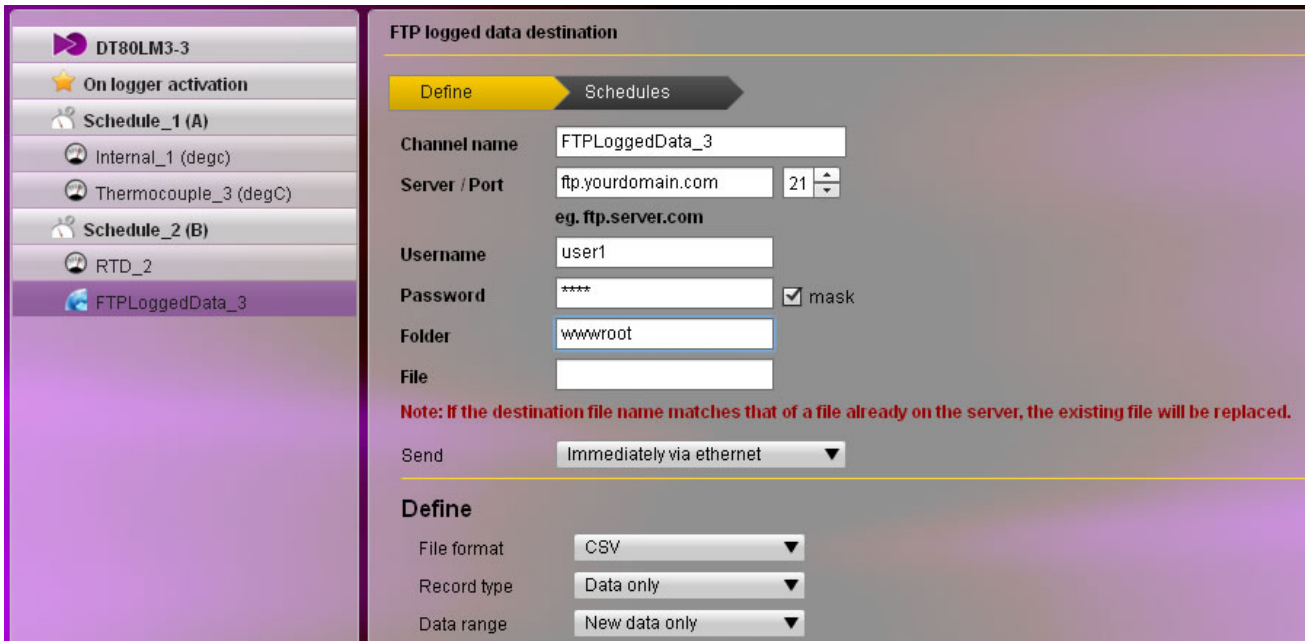 DT80LM3-3
On logger activation
Schedule_1 (A)
Internal_1 (degc)
Thermocouple_3 (degC)
Schedule_2 (B)
RTD_2
FTPLoggedData_3
FTP logged data destination
Define Schedules
Channel name FTPLoggedData_3
Server / Port ftp.yourdomain.com 21
eg. ftp.server.com
Username user1
Password **** mask
Folder wwwroot
File
Note: If the destination file name matches that of a file already on the server, the existing file will be replaced.
Send Immediately via ethernet
Define
File format CSV
Record type Data only
Data range New data only